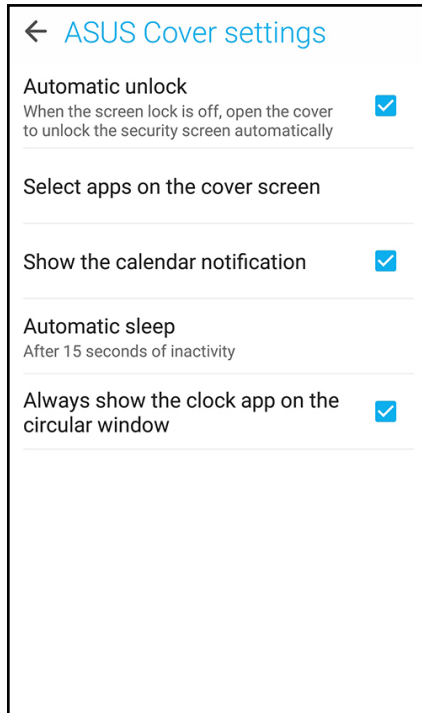 ASUS Cover settings
Automatic unlock
When the screen lock is off, open the cover
to unlock the security screen automatically
Select apps on the cover screen
Show the calendar notification
Automatic sleep
After 15 seconds of inactivity
Always show the clock app on the
circular window